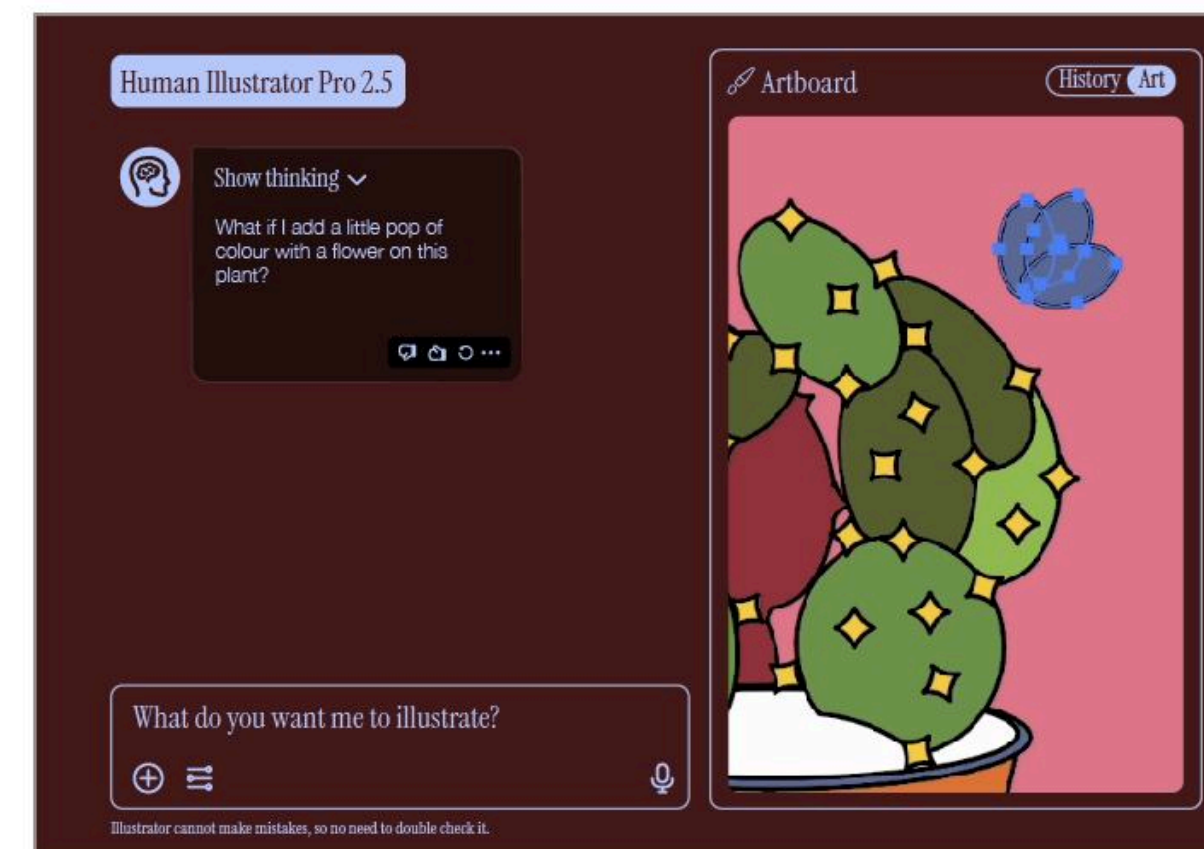 Human Illustrator Pro 2.5
Show thinking
What if I add a little pop of
colour with a flower on this
plant?
What do you want me to illustrate?
Illustrator cannot make mistakes, so no need to double check it.
Artboard
History Art